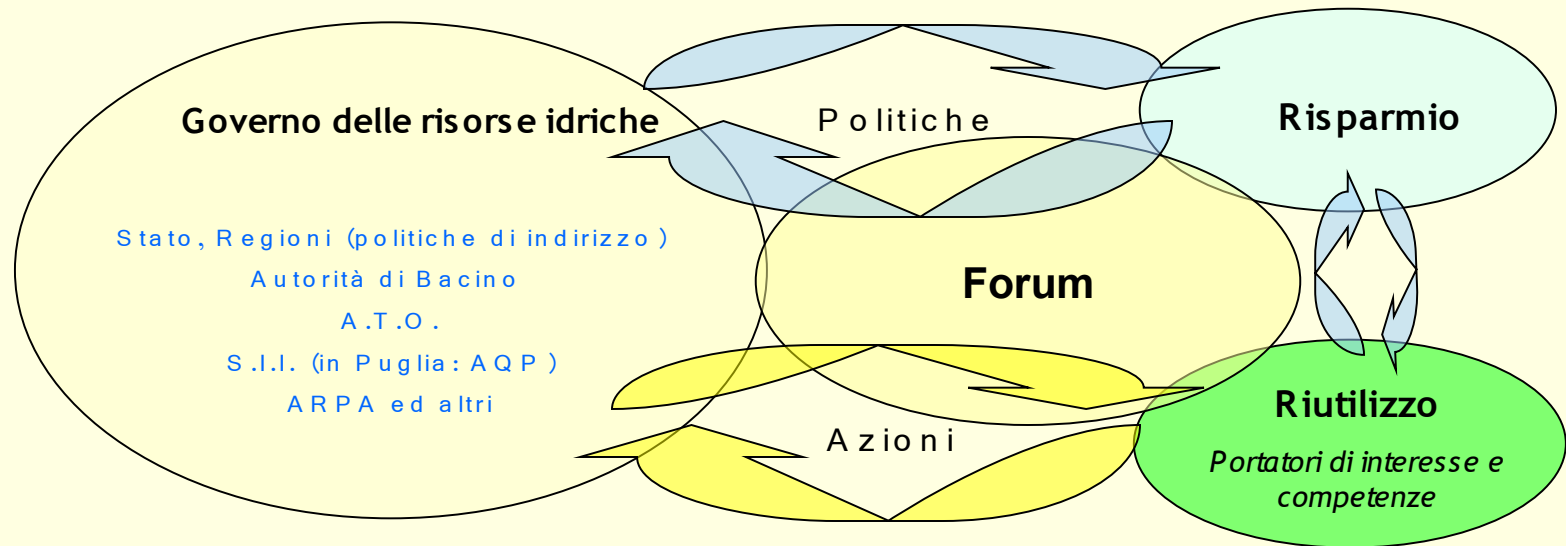 Governo delle risorse idriche
Politiche
Risparmio
Stato, Regioni (politiche di indirizzo)
Autorità di Bacino
A.T.O.
S.I.I. (in Puglia: AQP)
ARPA ed altri
Forum
Azioni
Riutilizzo
Portatori di interesse e
competenze